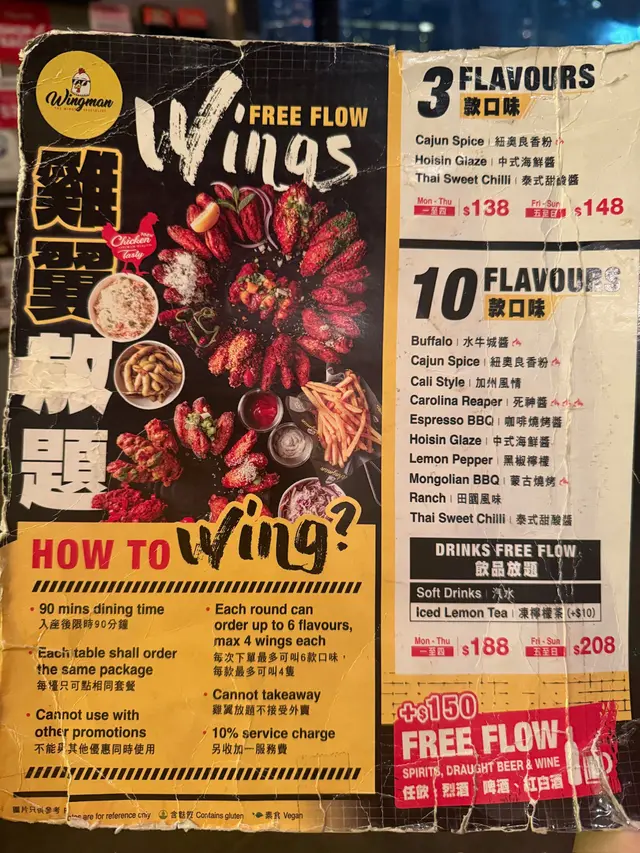 Wingman
FREE FLOW
Wings
雞翼放題
Chicken
Tasty
HOW TO Wing?
90 mins dining time
入座後限時90分鐘
Each table shall order
the same package
每檯只可點相同套餐
Cannot use with
other promotions
不能與其他優惠同時使用
Each round can
order up to 6 flavours,
max 4 wings each
每次下單最多可叫6款口味，
每款最多可叫4隻
Cannot takeaway
雞翼放題不接受外賣
10% service charge
另收加一服務費
圖片只供參考
are for reference only
含麩質 Contains gluten
素食 Vegan
3 FLAVOURS
款口味
Cajun Spice | 紐奧良香粉
Hoisin Glaze | 中式海鮮醬
Thai Sweet Chilli | 泰式甜酸醬
Mon - Thu
一至四
$138
Fri - Sun
五至日
$148
10 FLAVOURS
款口味
Buffalo | 水牛城醬
Cajun Spice | 紐奧良香粉
Cali Style | 加州風情
Carolina Reaper | 死神醬
Espresso BBQ | 咖啡燒烤醬
Hoisin Glaze | 中式海鮮醬
Lemon Pepper | 黑椒檸檬
Mongolian BBQ | 蒙古燒烤
Ranch | 田園風味
Thai Sweet Chilli | 泰式甜酸醬
DRINKS FREE FLOW
飲品放題
Soft Drinks | 汽水
Iced Lemon Tea | 凍檸檬茶 (+$10)
Mon - Thu
一至四
$188
Fri - Sun
五至日
$208
+$150
FREE FLOW
SPIRITS, DRAUGHT BEER & WINE
任飲 | 烈酒 | 啤酒 | 紅白酒